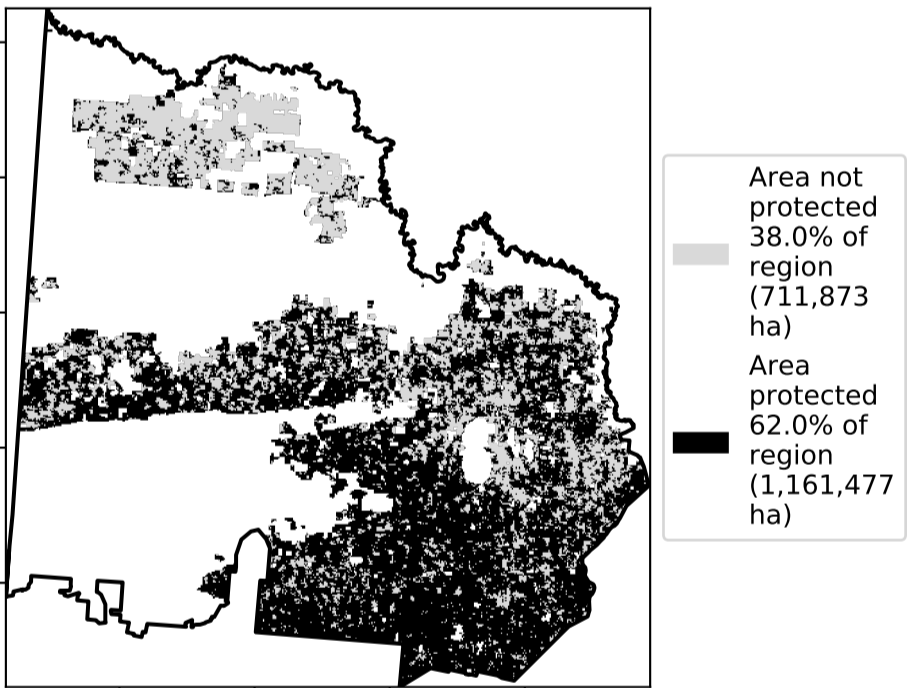 Area not
protected
38.0% of
region
(711,873
ha)
Area
protected
62.0% of
region
(1,161,477
ha)